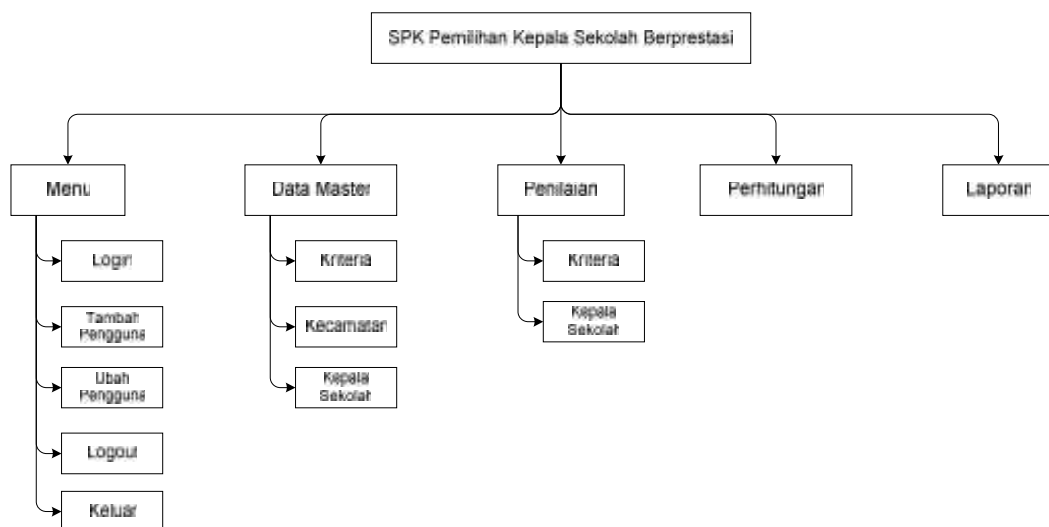 SPK Pemilihan Kepala Sekolah Berprestasi
Menu
Data Master
Penilaian
Perhitungan
Laporan
Login
Kriteria
Kriteria
Tambah
Pengguna
Kecamatan
Kepala
Sekolah
Ubah
Pengguna
Kepala
Sekolah
Logout
Keluar